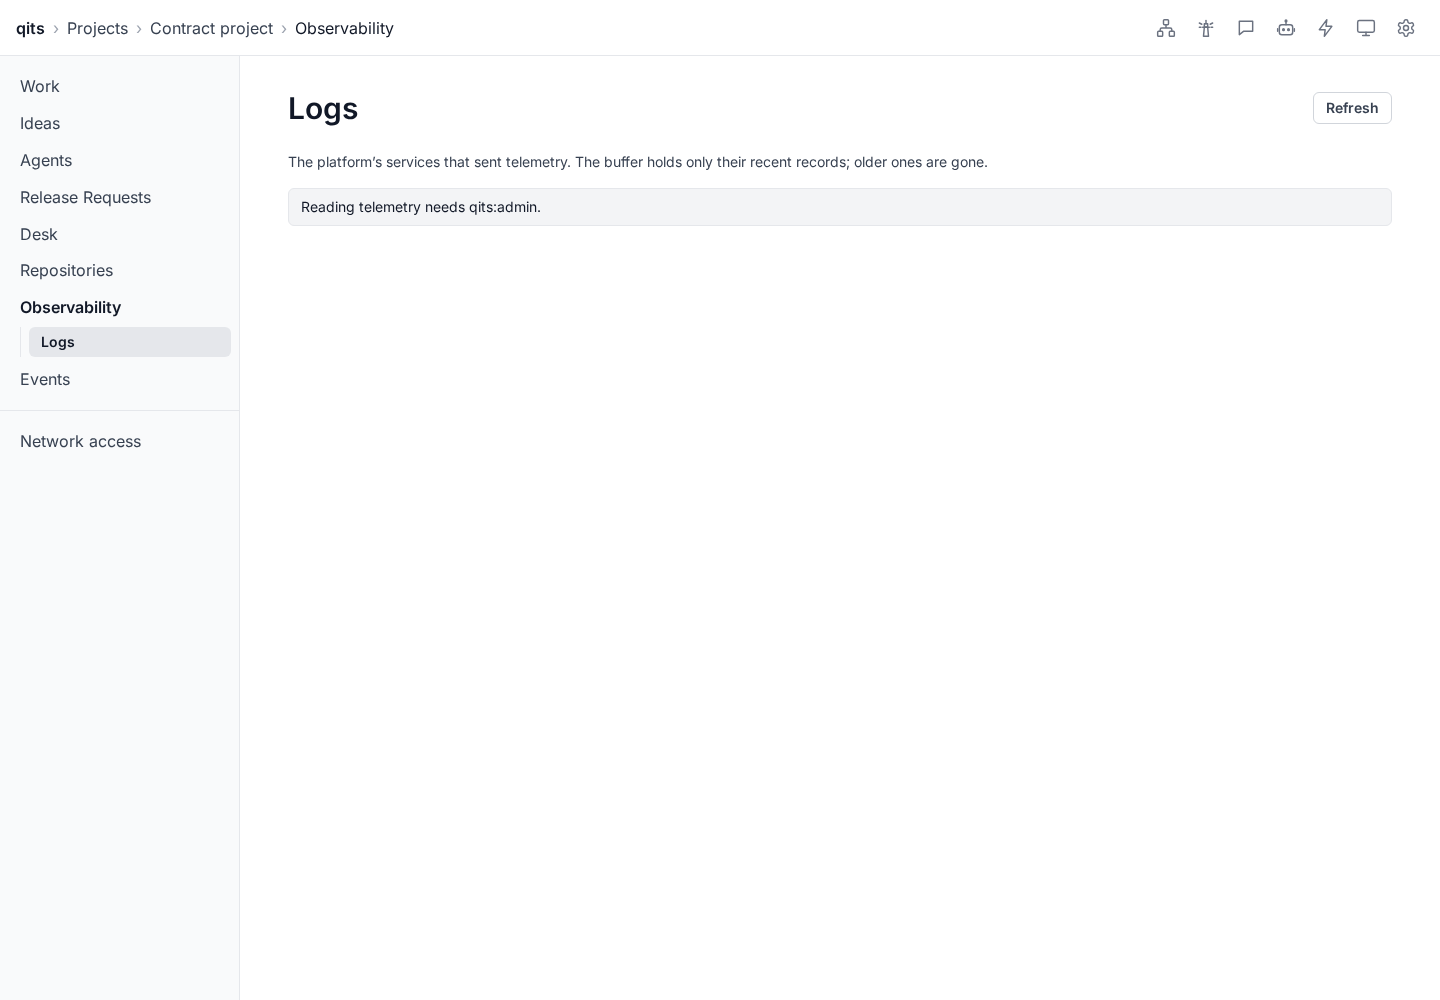 qits › Projects › Contract project › Observability
Work
Ideas
Agents
Release Requests
Desk
Repositories
Observability
Logs
Events
Network access
Logs
Refresh
The platform’s services that sent telemetry. The buffer holds only their recent records; older ones are gone.
Reading telemetry needs qits:admin.